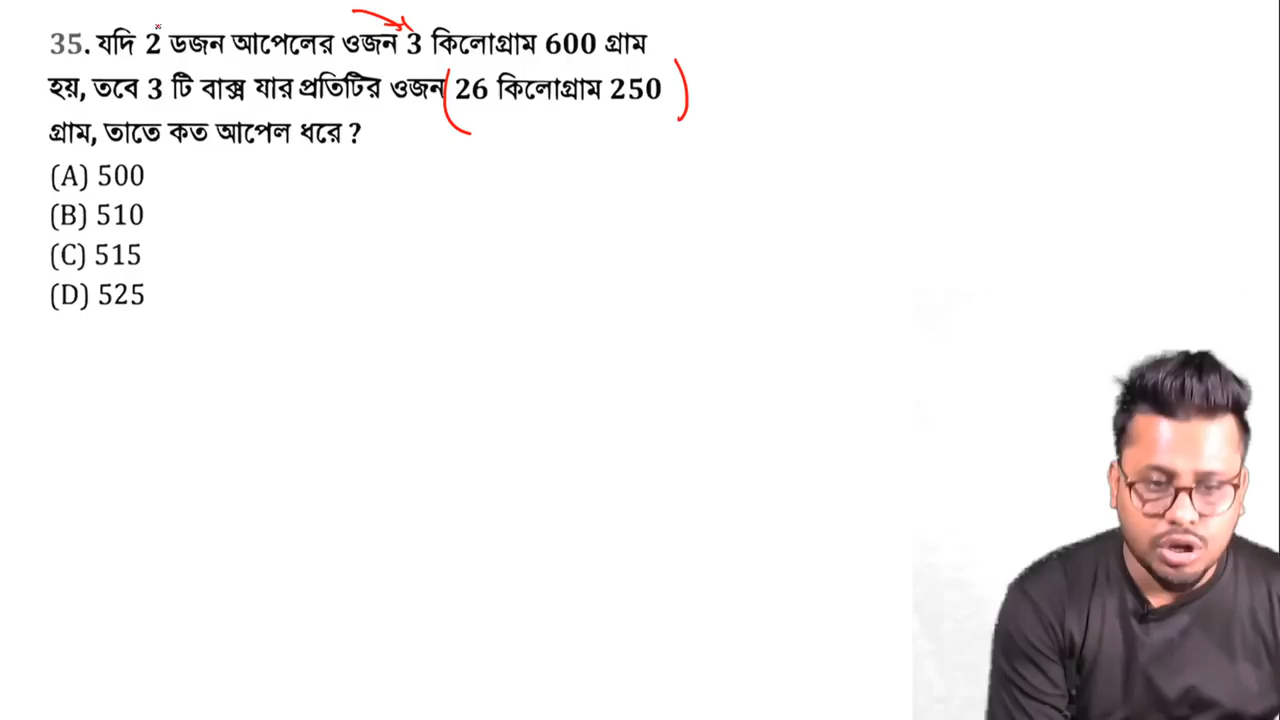 35. যদি 2 ডজন আপেলের ওজন 3 কিলোগ্রাম 600 গ্রাম
হয়, তবে 3 টি বাক্স যার প্রতিটির ওজন 26 কিলোগ্রাম 250
গ্রাম, তাতে কত আপেল ধরে ?
(A) 500
(B) 510
(C) 515
(D) 525